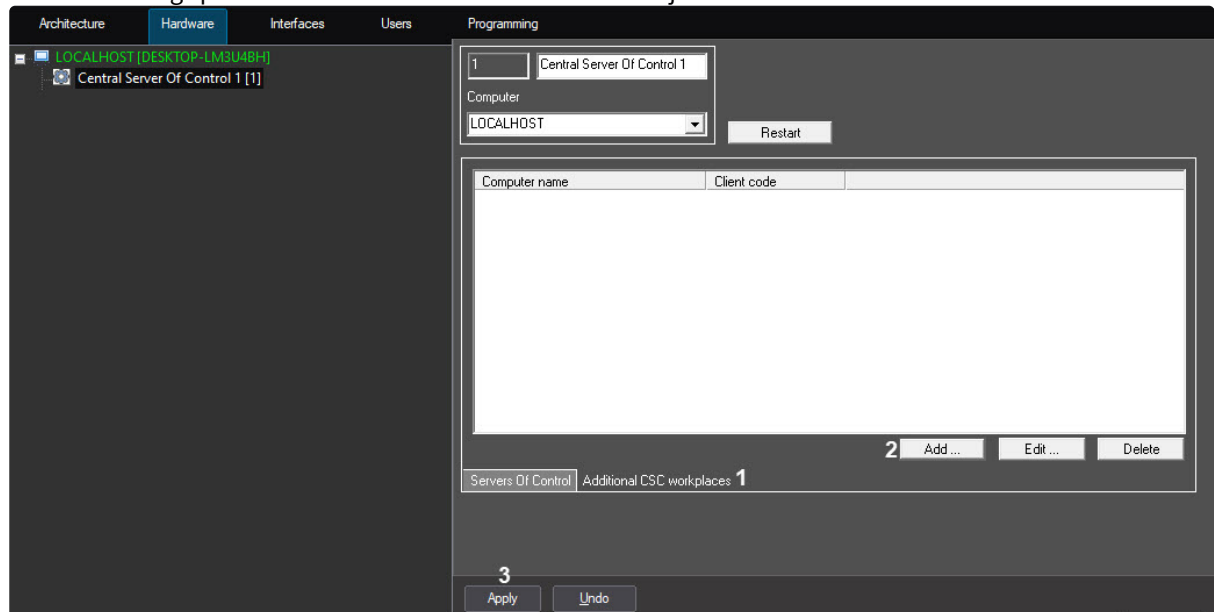 Architecture Hardware Interfaces Users Programming
LOCALHOST [DESKTOP-LM3U4BH]
Central Server Of Control 1 [1]
1 Central Server Of Control 1
Computer
LOCALHOST
Restart
Computer name Client code
2 Add ... Edit ... Delete
Servers Of Control Additional CSC workplaces 1
3
Apply Undo